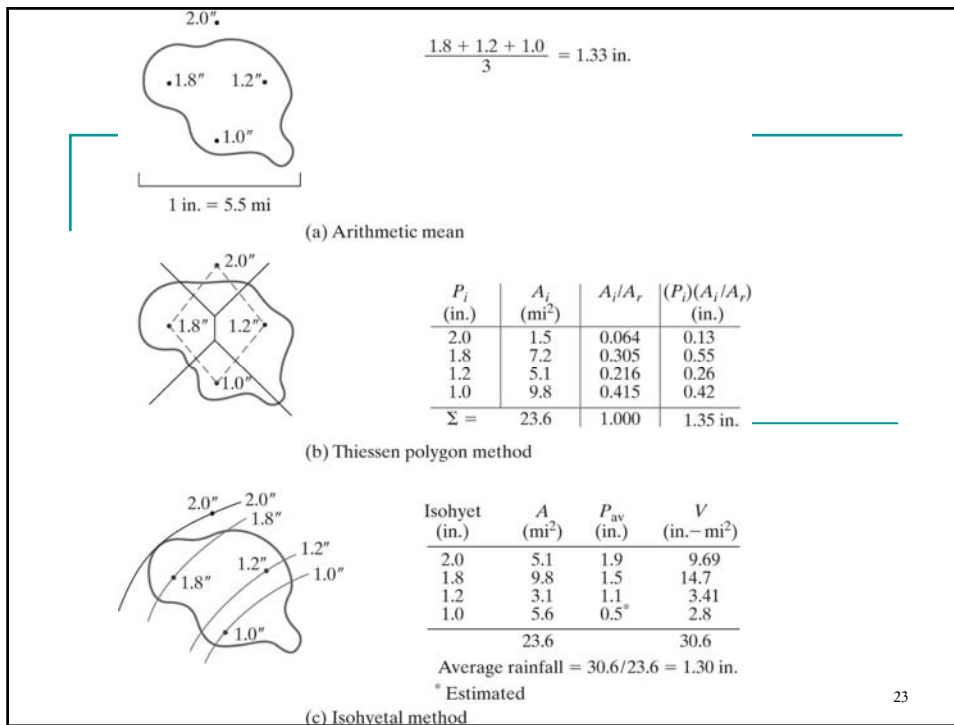 2.0″
1.8″ 1.2″
1.0″
1 in. = 5.5 mi
1.8 + 1.2 + 1.0
3
= 1.33 in.
(a) Arithmetic mean
2.0″
1.8″ 1.2″
1.0″
P_i A_i A_i/A_r (P_i)(A_i/A_r)
(in.) (mi²) (in.)
2.0 1.5 0.064 0.13
1.8 7.2 0.305 0.55
1.2 5.1 0.216 0.26
1.0 9.8 0.415 0.42
Σ = 23.6 1.000 1.35 in.
(b) Thiessen polygon method
2.0″ 2.0″
1.8″
1.2″ 1.2″
1.8″ 1.0″
1.0″
Isohyet A P_av V
(in.) (mi²) (in.) (in.–mi²)
2.0 5.1 1.9 9.69
1.8 9.8 1.5 14.7
1.2 3.1 1.1 3.41
1.0 5.6 0.5* 2.8
23.6 30.6
Average rainfall = 30.6/23.6 = 1.30 in.
* Estimated
(c) Isohyetal method
23